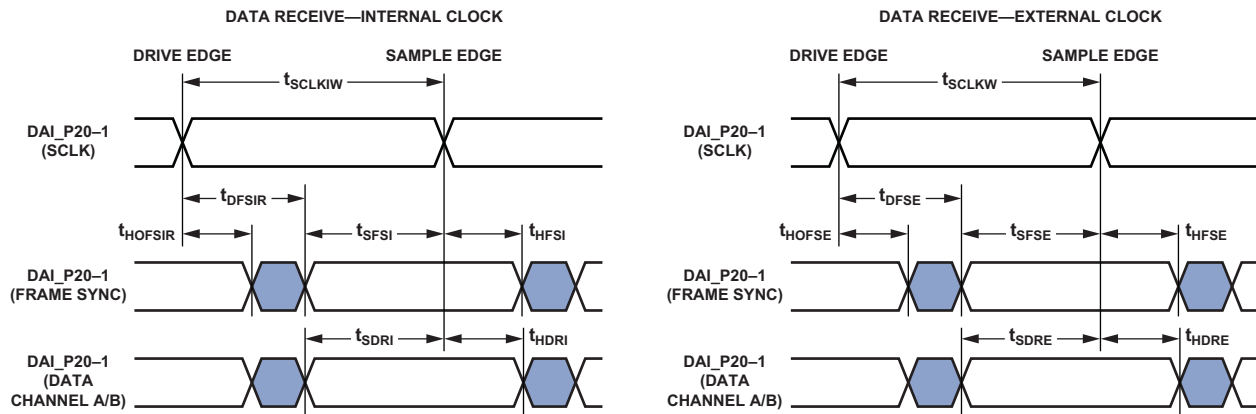 DATA RECEIVE—INTERNAL CLOCK
DRIVE EDGE
SAMPLE EDGE
tSCLKIW
DAI_P20–1
(SCLK)
tDFSIR
tHOFSIR
tSFSI
tHFSI
DAI_P20–1
(FRAME SYNC)
tSDRI
tHDRI
DAI_P20–1
(DATA
CHANNEL A/B)
DATA RECEIVE—EXTERNAL CLOCK
DRIVE EDGE
SAMPLE EDGE
tSCLKW
DAI_P20–1
(SCLK)
tDFSE
tHOFSE
tSFSE
tHFSE
DAI_P20–1
(FRAME SYNC)
tSDRE
tHDRE
DAI_P20–1
(DATA
CHANNEL A/B)